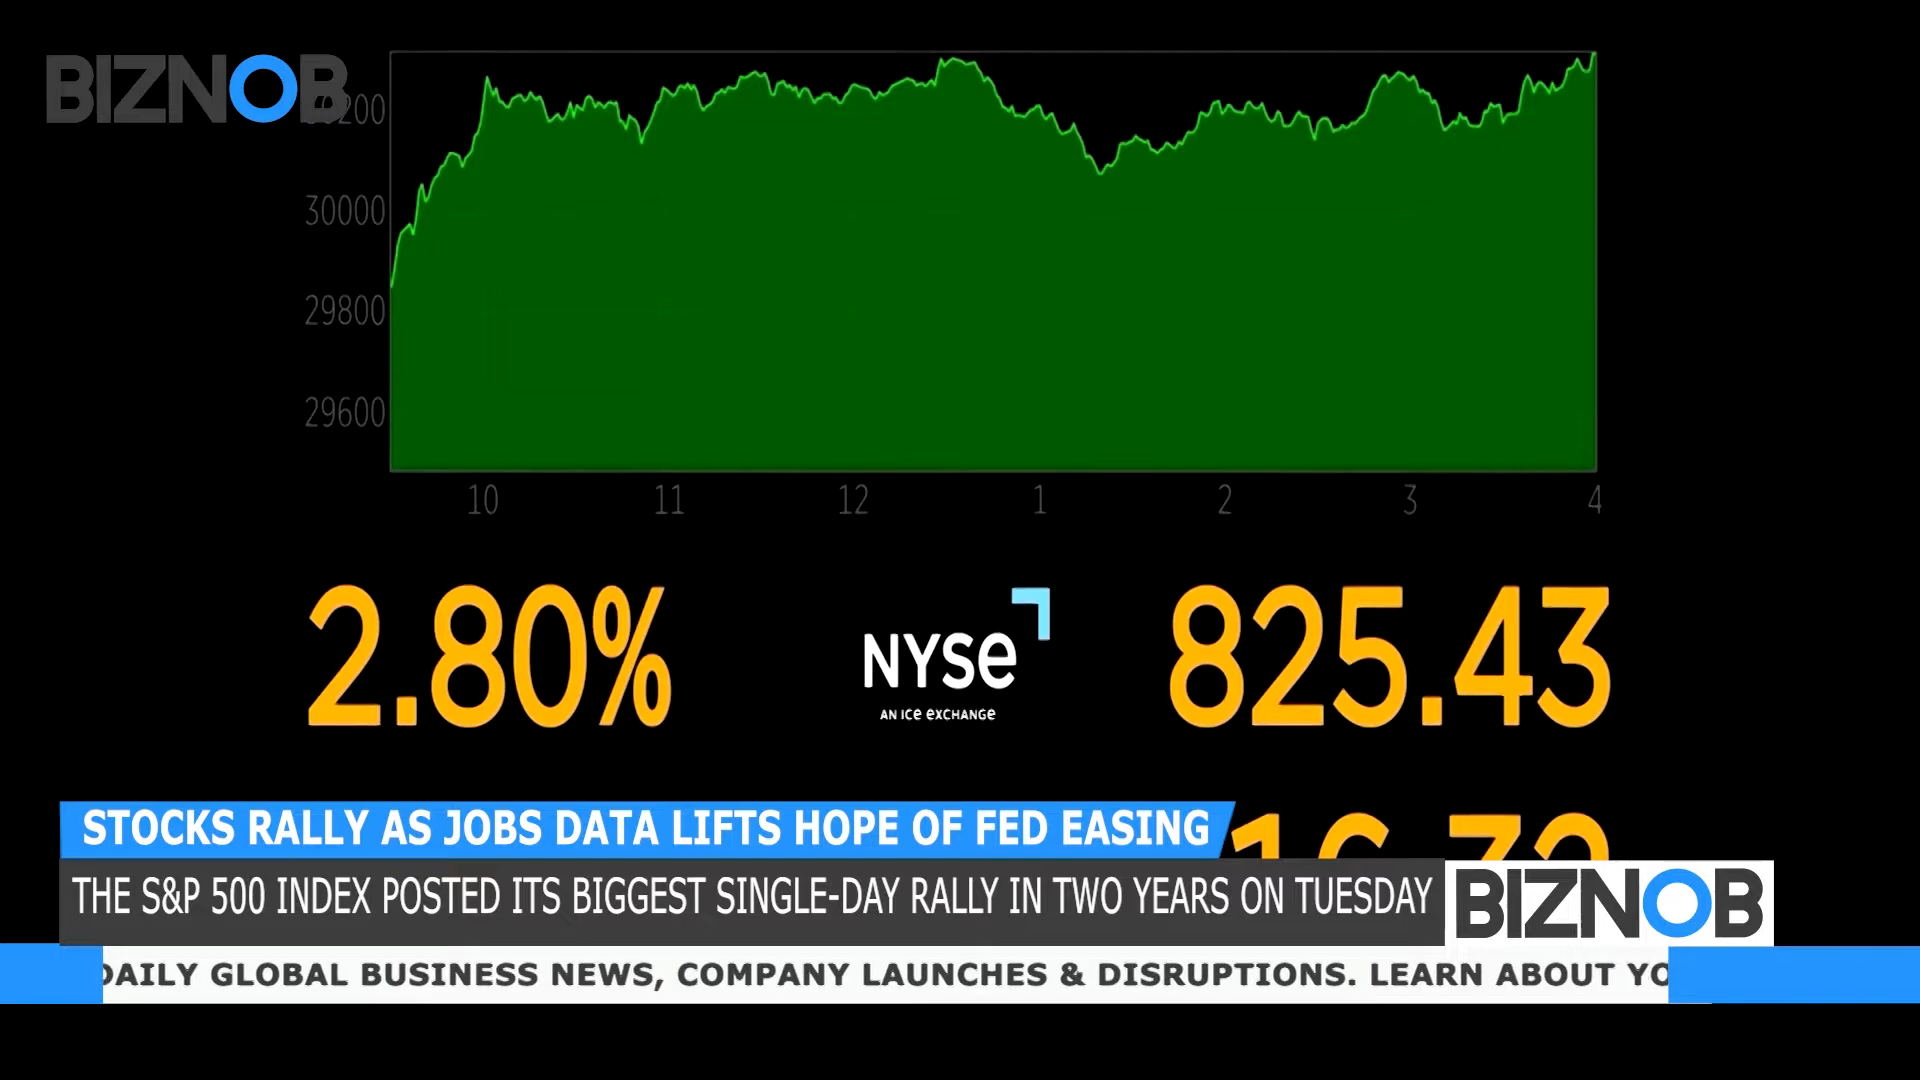 BIZNOB
30000
29800
29600
10 11 12 1 2 3 4
2.80%
NYSE
AN ICE EXCHANGE
825.43
STOCKS RALLY AS JOBS DATA LIFTS HOPE OF FED EASING
THE S&P 500 INDEX POSTED ITS BIGGEST SINGLE-DAY RALLY IN TWO YEARS ON TUESDAY
BIZNOB
DAILY GLOBAL BUSINESS NEWS, COMPANY LAUNCHES & DISRUPTIONS. LEARN ABOUT